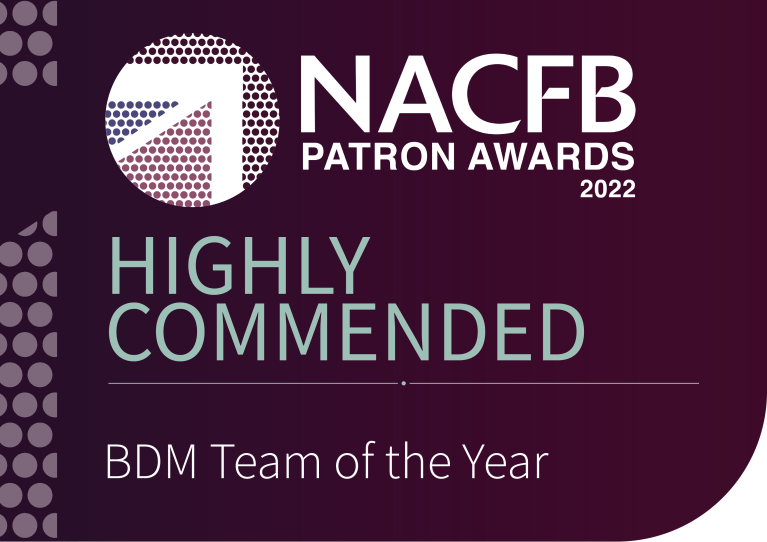 NACFB
PATRON AWARDS
2022
HIGHLY
COMMENDED
BDM Team of the Year